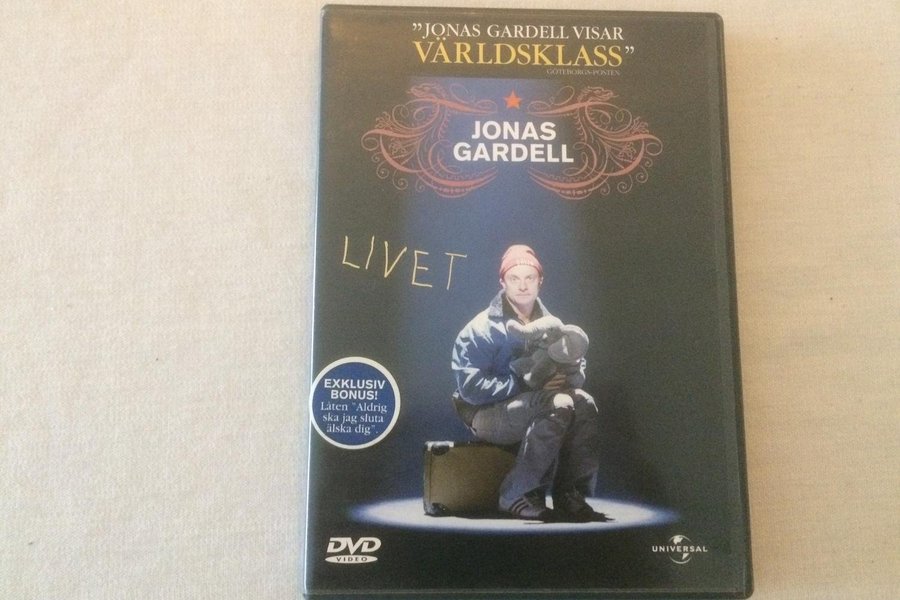 ”JONAS GARDELL VISAR
VÄRLDSKLASS”
GÖTEBORGS-POSTEN
JONAS
GARDELL
LIVET
EXKLUSIV
BONUS!
Låten "Aldrig
ska jag sluta
älska dig".
DVD
VIDEO
UNIVERSAL